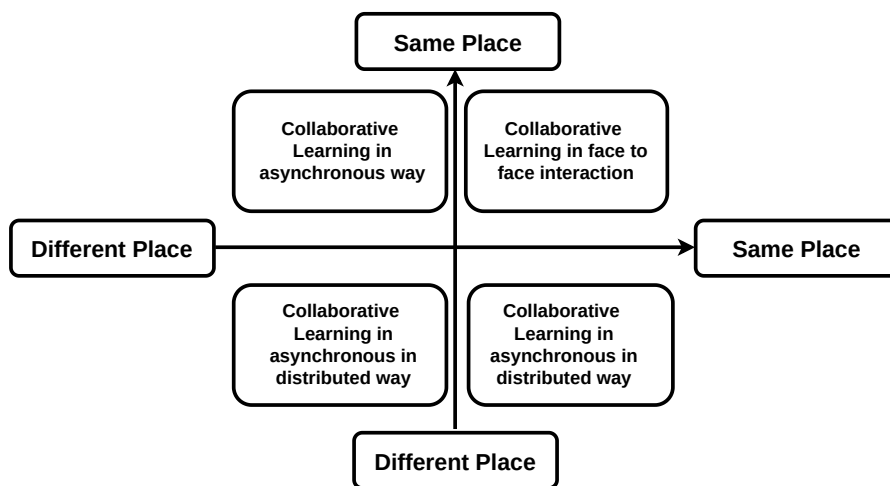 Same Place
Collaborative
Learning in
asynchronous way
Collaborative
Learning in face to
face interaction
Different Place
Same Place
Collaborative
Learning in
asynchronous in
distributed way
Collaborative
Learning in
asynchronous in
distributed way
Different Place